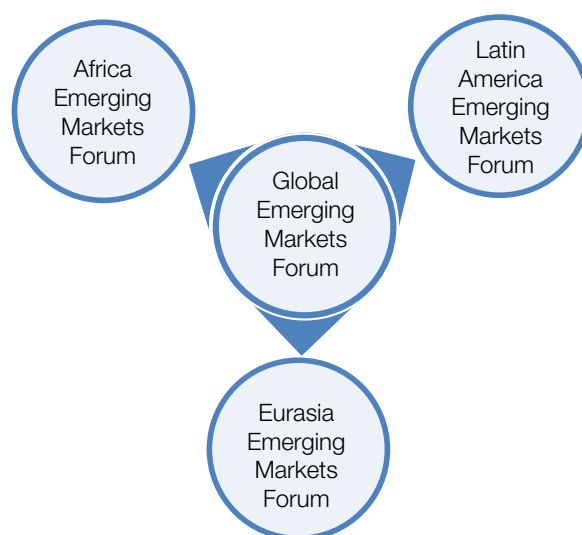 Africa
Emerging
Markets
Forum
Latin
America
Emerging
Markets
Forum
Global
Emerging
Markets
Forum
Eurasia
Emerging
Markets
Forum